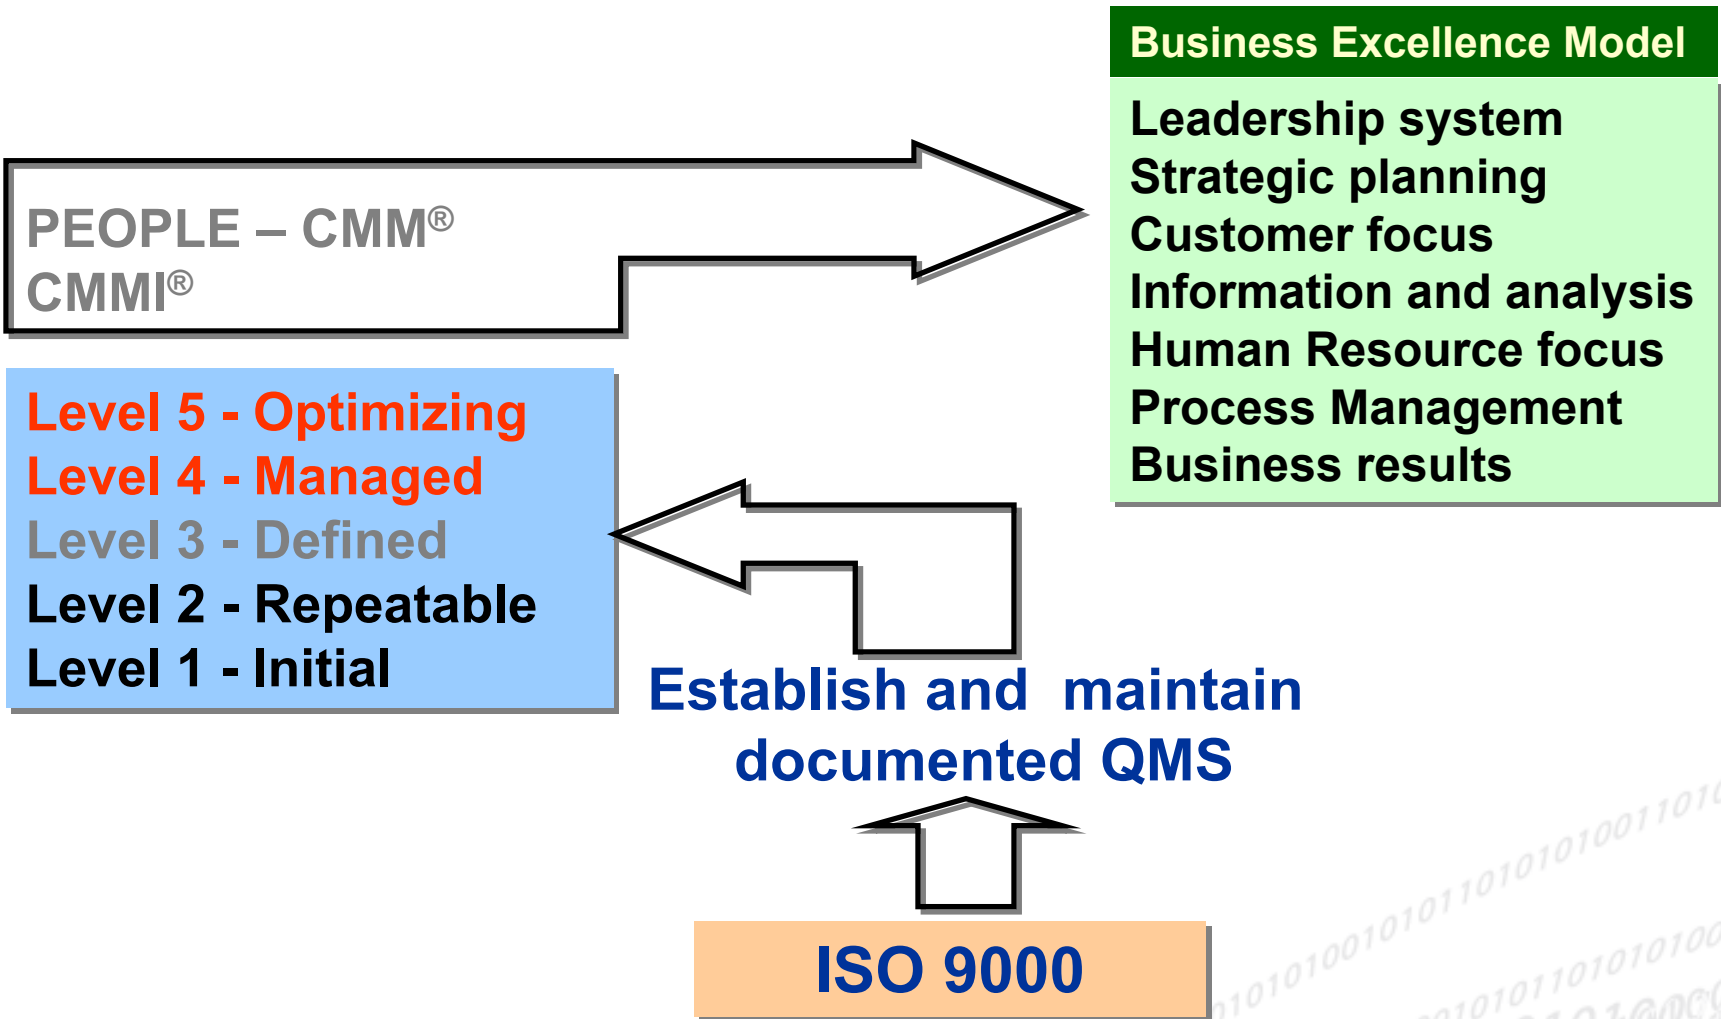 Business Excellence Model
Leadership system
Strategic planning
Customer focus
Information and analysis
Human Resource focus
Process Management
Business results
PEOPLE – CMM®
CMMI®
Level 5 - Optimizing
Level 4 - Managed
Level 3 - Defined
Level 2 - Repeatable
Level 1 - Initial
Establish and maintain
documented QMS
ISO 9000